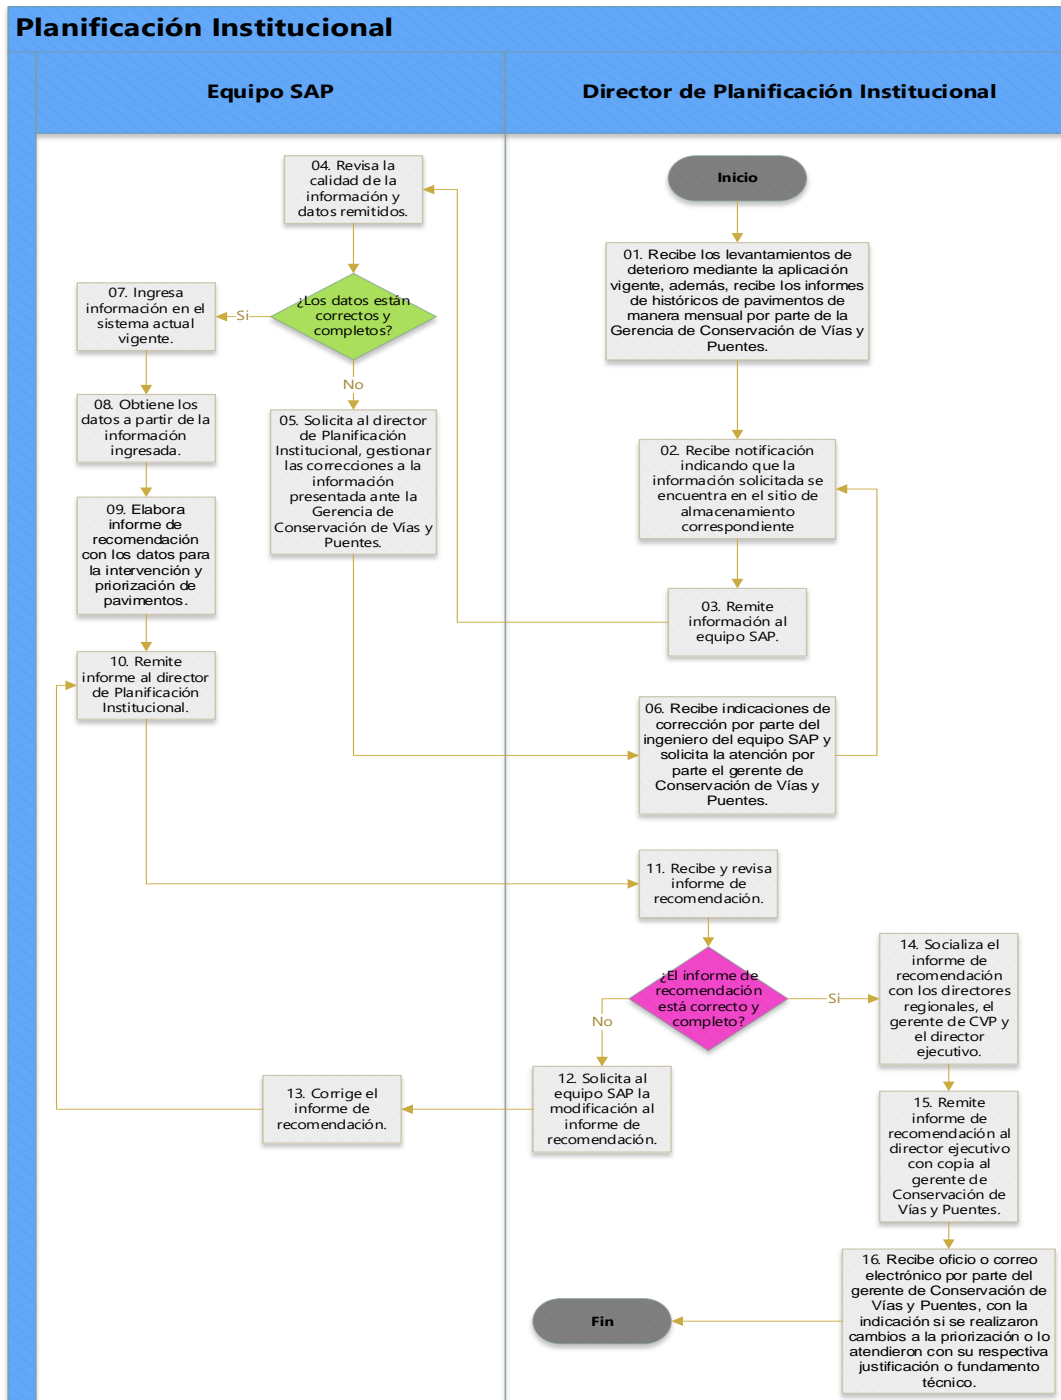 Planificación Institucional
Equipo SAP
Director de Planificación Institucional
Inicio
01. Recibe los levantamientos de
deterioro mediante la aplicación
vigente, además, recibe los informes
de históricos de pavimentos de
manera mensual por parte de la
Gerencia de Conservación de Vías y
Puentes.
02. Recibe notificación
indicando que la
información solicitada se
encuentra en el sitio de
almacenamiento
correspondiente
03. Remite
información al
equipo SAP.
04. Revisa la
calidad de la
información y
datos remitidos.
¿Los datos están
correctos y
completos?
Si
No
05. Solicita al director
de Planificación
Institucional, gestionar
las correcciones a la
información
presentada ante la
Gerencia de
Conservación de Vías y
Puentes.
06. Recibe indicaciones de
corrección por parte del
ingeniero del equipo SAP y
solicita la atención por
parte el gerente de
Conservación de Vías y
Puentes.
07. Ingresa
información en el
sistema actual
vigente.
08. Obtiene los
datos a partir de la
información
ingresada.
09. Elabora
informe de
recomendación
con los datos para
la intervención y
priorización de
pavimentos.
10. Remite
informe al director
de Planificación
Institucional.
11. Recibe y revisa
informe de
recomendación.
¿El informe de
recomendación
está correcto y
completo?
Si
No
12. Solicita al
equipo SAP la
modificación al
informe de
recomendación.
13. Corrige el
informe de
recomendación.
14. Socializa el
informe de
recomendación
con los directores
regionales, el
gerente de CVP y
el director
ejecutivo.
15. Remite
informe de
recomendación al
director ejecutivo
con copia al
gerente de
Conservación de
Vías y Puentes.
16. Recibe oficio o correo
electrónico por parte del
gerente de Conservación de
Vías y Puentes, con la
indicación si se realizaron
cambios a la priorización o lo
atendieron con su respectiva
justificación o fundamento
técnico.
Fin